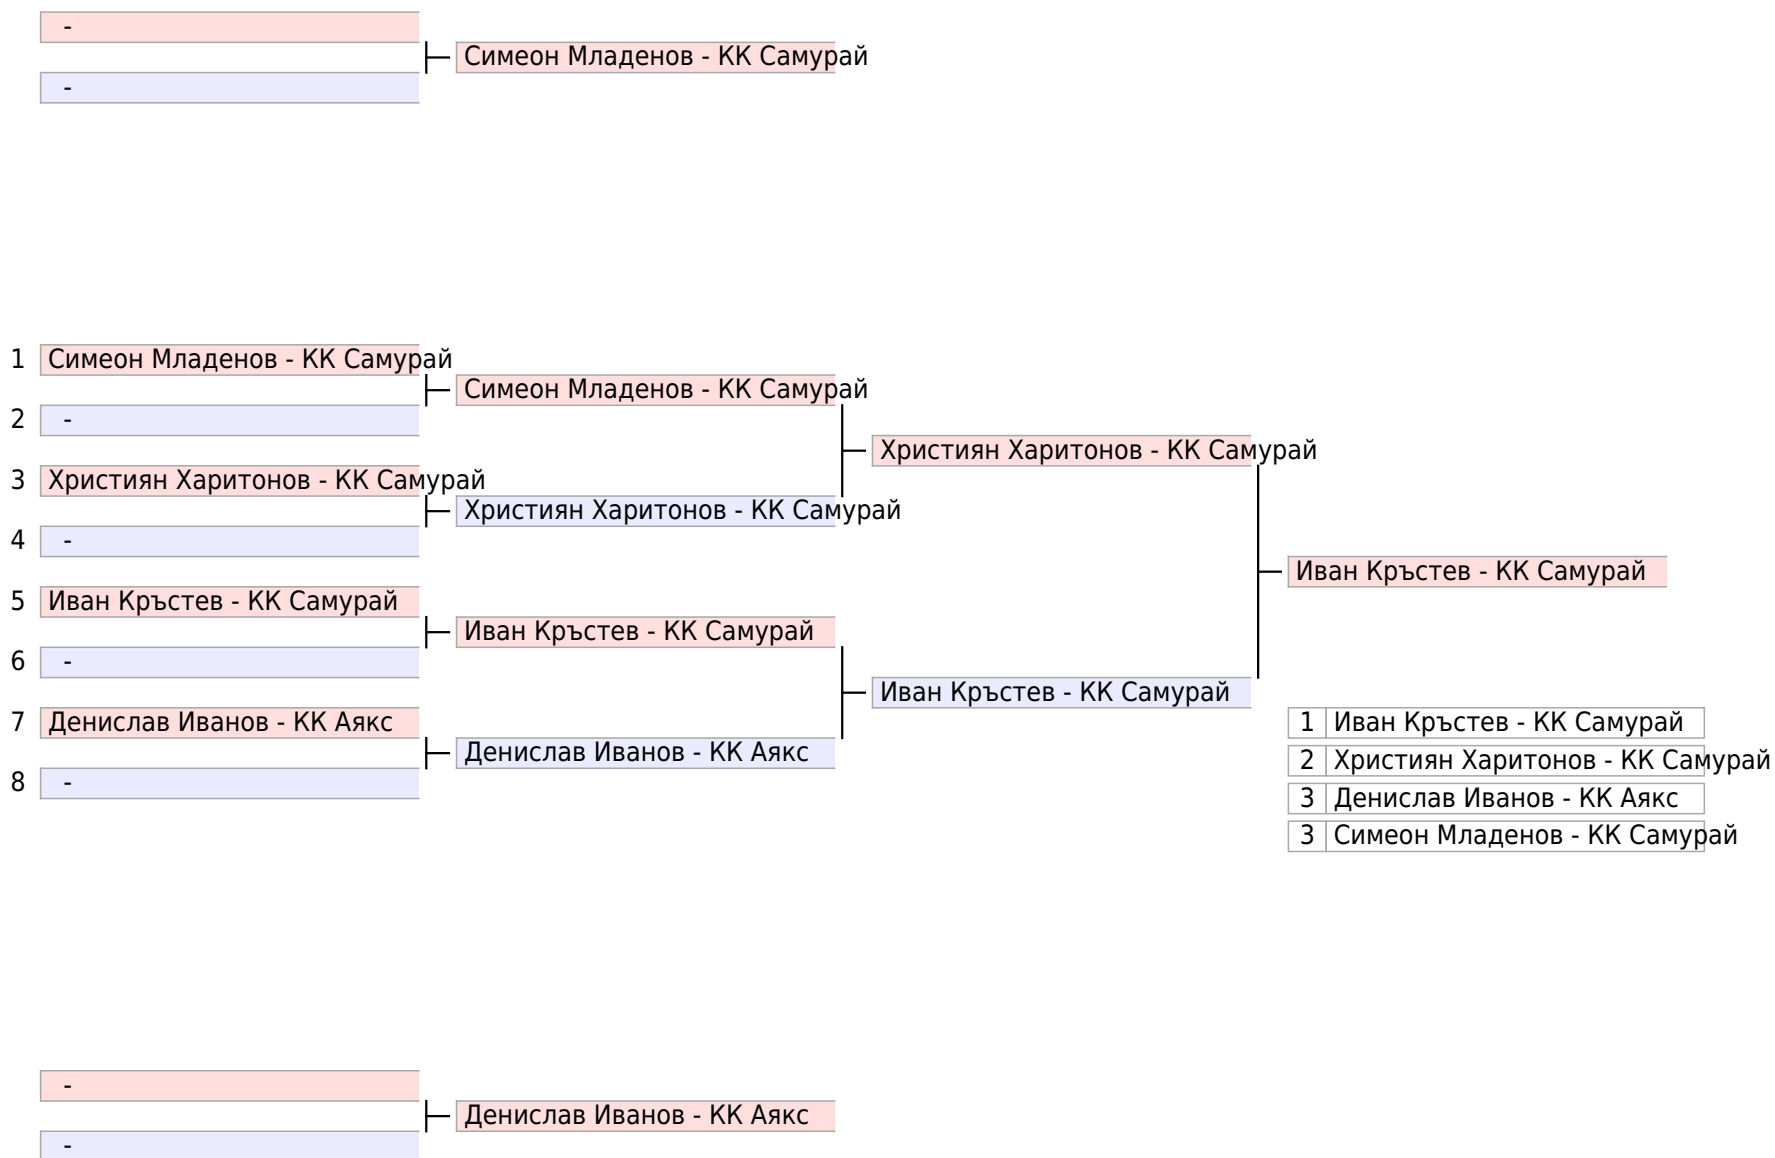 -
Симеон Младенов - КК Самурай
-
1 Симеон Младенов - КК Самурай
Симеон Младенов - КК Самурай
2 -
Християн Харитонов - КК Самурай
3 Християн Харитонов - КК Самурай
Християн Харитонов - КК Самурай
4 -
Иван Кръстев - КК Самурай
5 Иван Кръстев - КК Самурай
Иван Кръстев - КК Самурай
6 -
Иван Кръстев - КК Самурай
7 Денислав Иванов - КК Аякс
Денислав Иванов - КК Аякс
8 -
1 Иван Кръстев - КК Самурай
2 Християн Харитонов - КК Самурай
3 Денислав Иванов - КК Аякс
3 Симеон Младенов - КК Самурай
-
Денислав Иванов - КК Аякс
-